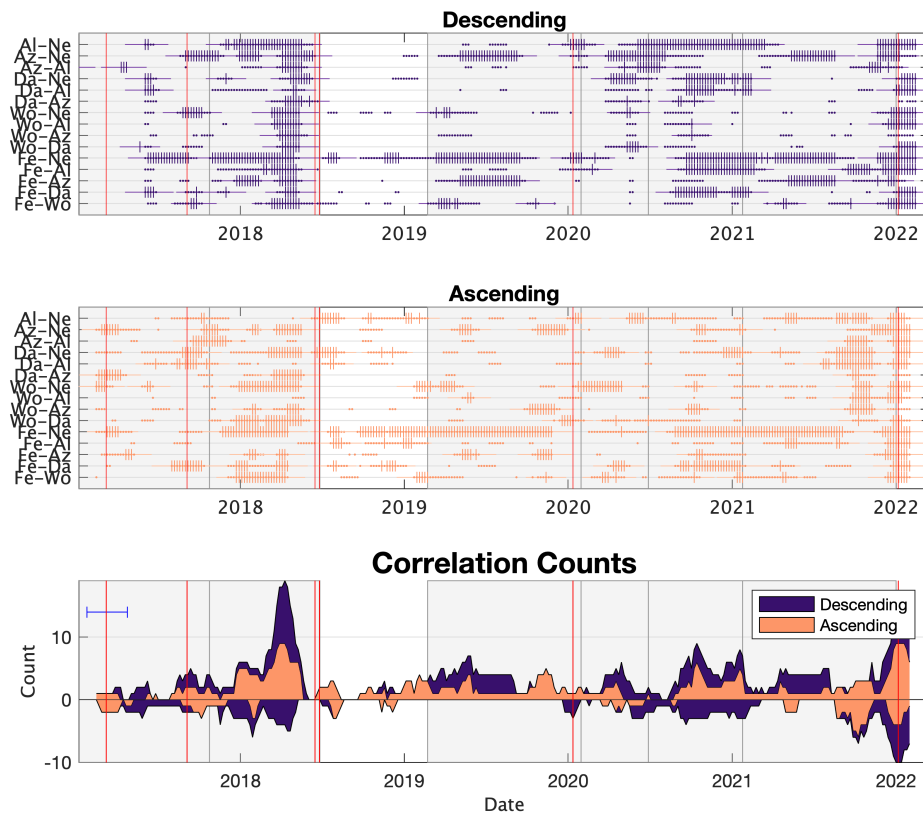 Descending
Al–Ne
Az–Ne
Az–Al
Da–Ne
Da–Al
Da–Az
Wo–Ne
Wo–Al
Wo–Az
Wo–Da
Fe–Ne
Fe–Al
Fe–Az
Fe–Da
Fe–Wo
2018 2019 2020 2021 2022
Ascending
Al–Ne
Az–Ne
Az–Al
Da–Ne
Da–Al
Da–Az
Wo–Ne
Wo–Al
Wo–Az
Wo–Da
Fe–Ne
Fe–Al
Fe–Az
Fe–Da
Fe–Wo
2018 2019 2020 2021 2022
Correlation Counts
Descending
Ascending
Count
10
0
-10
2018 2019 2020 2021 2022
Date